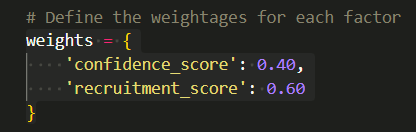 # Define the weightages for each factor
weights = {
    'confidence_score': 0.40,
    'recruitment_score': 0.60
}